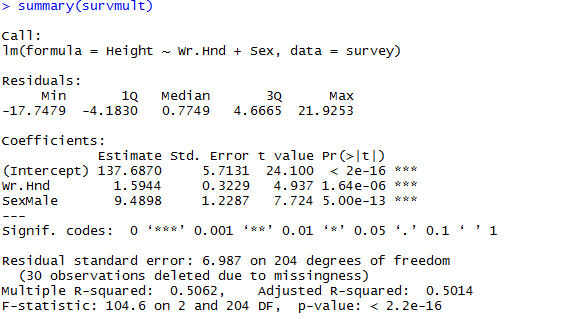 > summary(survmult)
Call:
lm(formula = Height ~ Wr.Hnd + Sex, data = survey)
Residuals:
     Min       1Q   Median       3Q      Max
-17.7479  -4.1830   0.7749   4.6665  21.9253
Coefficients:
            Estimate Std. Error t value Pr(>|t|)
(Intercept) 137.6870     5.7131  24.100  < 2e-16 ***
Wr.Hnd        1.5944     0.3229   4.937 1.64e-06 ***
SexMale       9.4898     1.2287   7.724 5.00e-13 ***
---
Signif. codes:  0 ‘***’ 0.001 ‘**’ 0.01 ‘*’ 0.05 ‘.’ 0.1 ‘ ’ 1
Residual standard error: 6.987 on 204 degrees of freedom
  (30 observations deleted due to missingness)
Multiple R-squared:  0.5062,    Adjusted R-squared:  0.5014
F-statistic: 104.6 on 2 and 204 DF,  p-value: < 2.2e-16